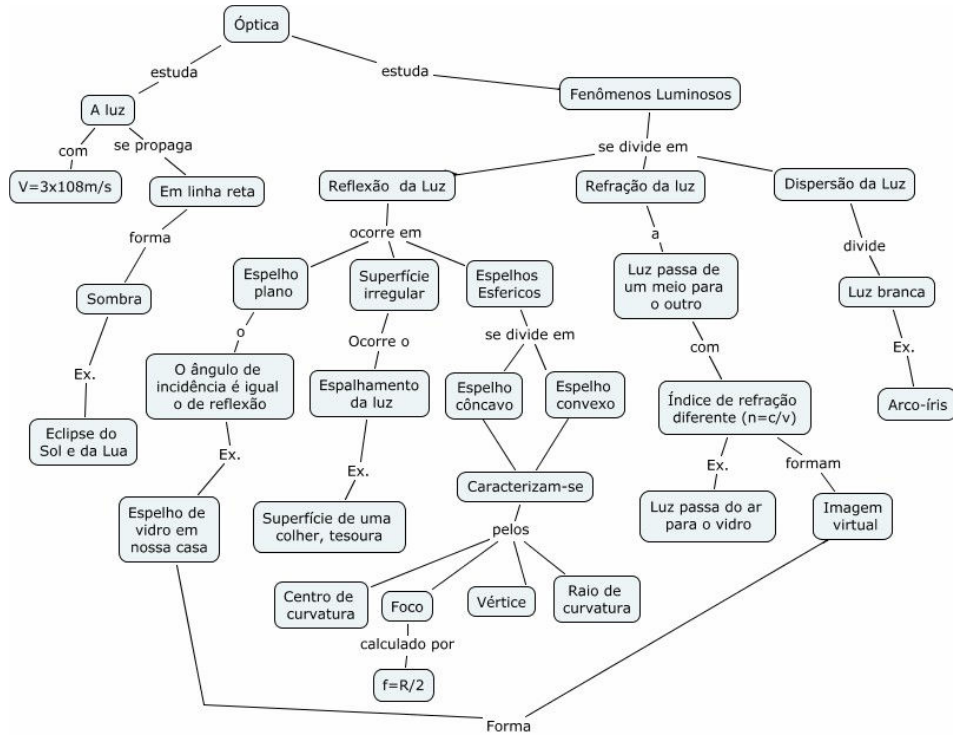 Óptica
estuda
estuda
A luz
Fenômenos Luminosos
com
se propaga
se divide em
V=3x108m/s
Em linha reta
Reflexão da Luz
Refração da luz
Dispersão da Luz
forma
ocorre em
a
divide
Sombra
Espelho
plano
Superfície
irregular
Espelhos
Esfericos
Luz passa de
um meio para
o outro
Luz branca
Ex.
o
Ocorre o
se divide em
com
Ex.
Eclipse do
Sol e da Lua
O ângulo de
incidência é igual
o de reflexão
Espalhamento
da luz
Espelho
côncavo
Espelho
convexo
Índice de refração
diferente (n=c/v)
Arco-íris
Ex.
Ex.
Caracterizam-se
Ex.
formam
Espelho de
vidro em
nossa casa
Superfície de uma
colher, tesoura
pelos
Luz passa do ar
para o vidro
Imagem
virtual
Centro de
curvatura
Foco
Vértice
Raio de
curvatura
calculado por
f=R/2
Forma